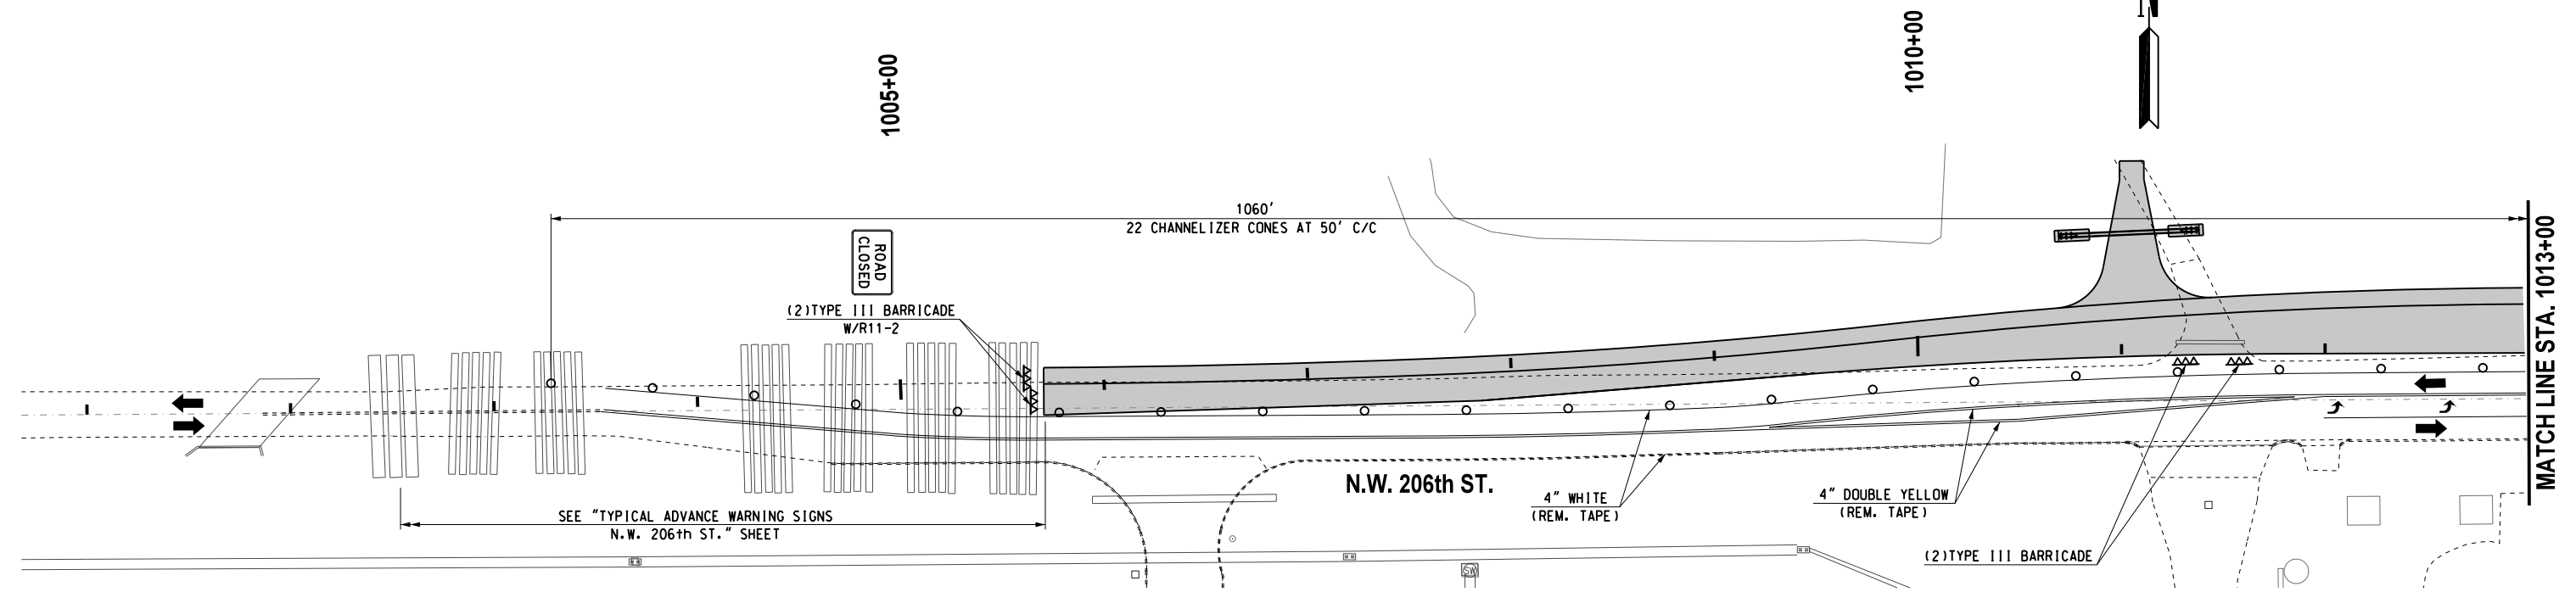 1005+00
1010+00
N
1060'
22 CHANNELIZER CONES AT 50' C/C
ROAD
CLOSED
(2)TYPE III BARRICADE
W/R11-2
MATCH LINE STA. 1013+00
SEE "TYPICAL ADVANCE WARNING SIGNS
N.W. 206th ST." SHEET
N.W. 206th ST.
4" WHITE
(REM. TAPE)
4" DOUBLE YELLOW
(REM. TAPE)
(2)TYPE III BARRICADE
SW